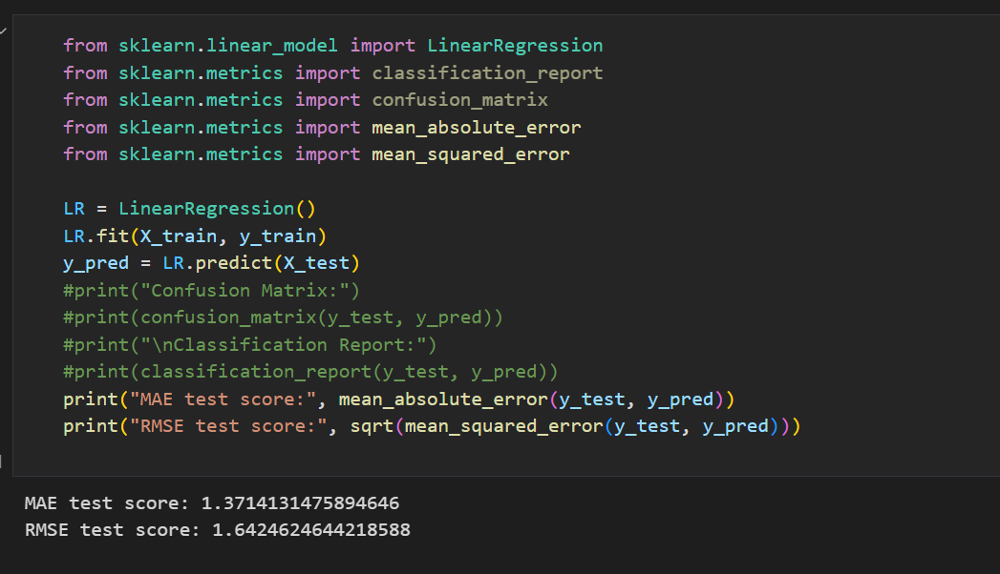 from sklearn.linear_model import LinearRegression
from sklearn.metrics import classification_report
from sklearn.metrics import confusion_matrix
from sklearn.metrics import mean_absolute_error
from sklearn.metrics import mean_squared_error
LR = LinearRegression()
LR.fit(X_train, y_train)
y_pred = LR.predict(X_test)
#print("Confusion Matrix:")
#print(confusion_matrix(y_test, y_pred))
#print("\nClassification Report:")
#print(classification_report(y_test, y_pred))
print("MAE test score:", mean_absolute_error(y_test, y_pred))
print("RMSE test score:", sqrt(mean_squared_error(y_test, y_pred)))
MAE test score: 1.3714131475894646
RMSE test score: 1.6424624644218588